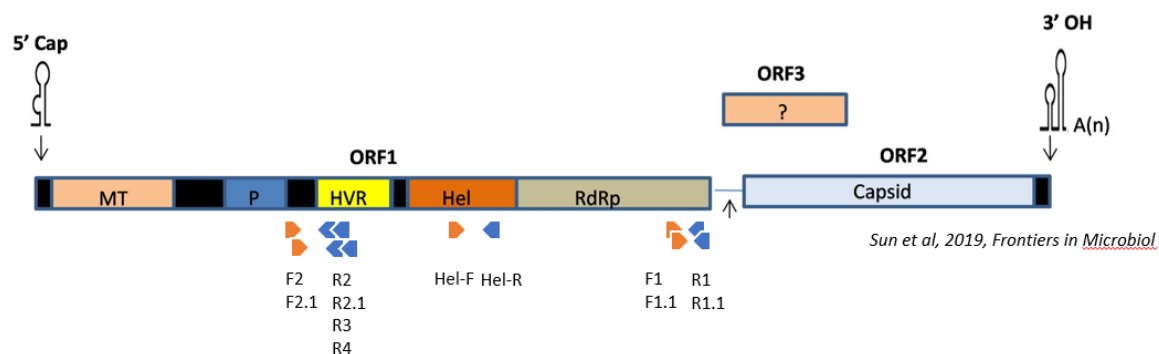 5' Cap
3' OH
ORF3
?
A(n)
ORF1
ORF2
MT
P
HVR
Hel
RdRp
Capsid
Sun et al, 2019, Frontiers in Microbiol
F2
R2
Hel-F
Hel-R
F1
R1
F2.1
R2.1
F1.1
R1.1
R3
R4